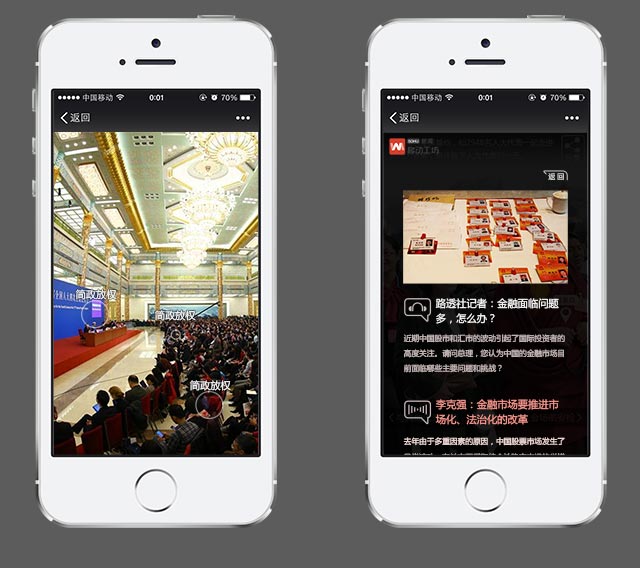 中国移动
0:01
70%
返回
简政放权
简政放权
简政放权
中国移动
0:01
70%
返回
移动工坊
返回
路透社记者：金融面临问题
多，怎么办？
近期中国股市和汇市的波动引起了国际投资者的
高度关注。请问总理，您认为中国的金融市场目
前面临哪些主要问题和挑战？
李克强：金融市场要推进市
场化、法治化的改革
去年由于多重因素的原因，中国股票市场发生了